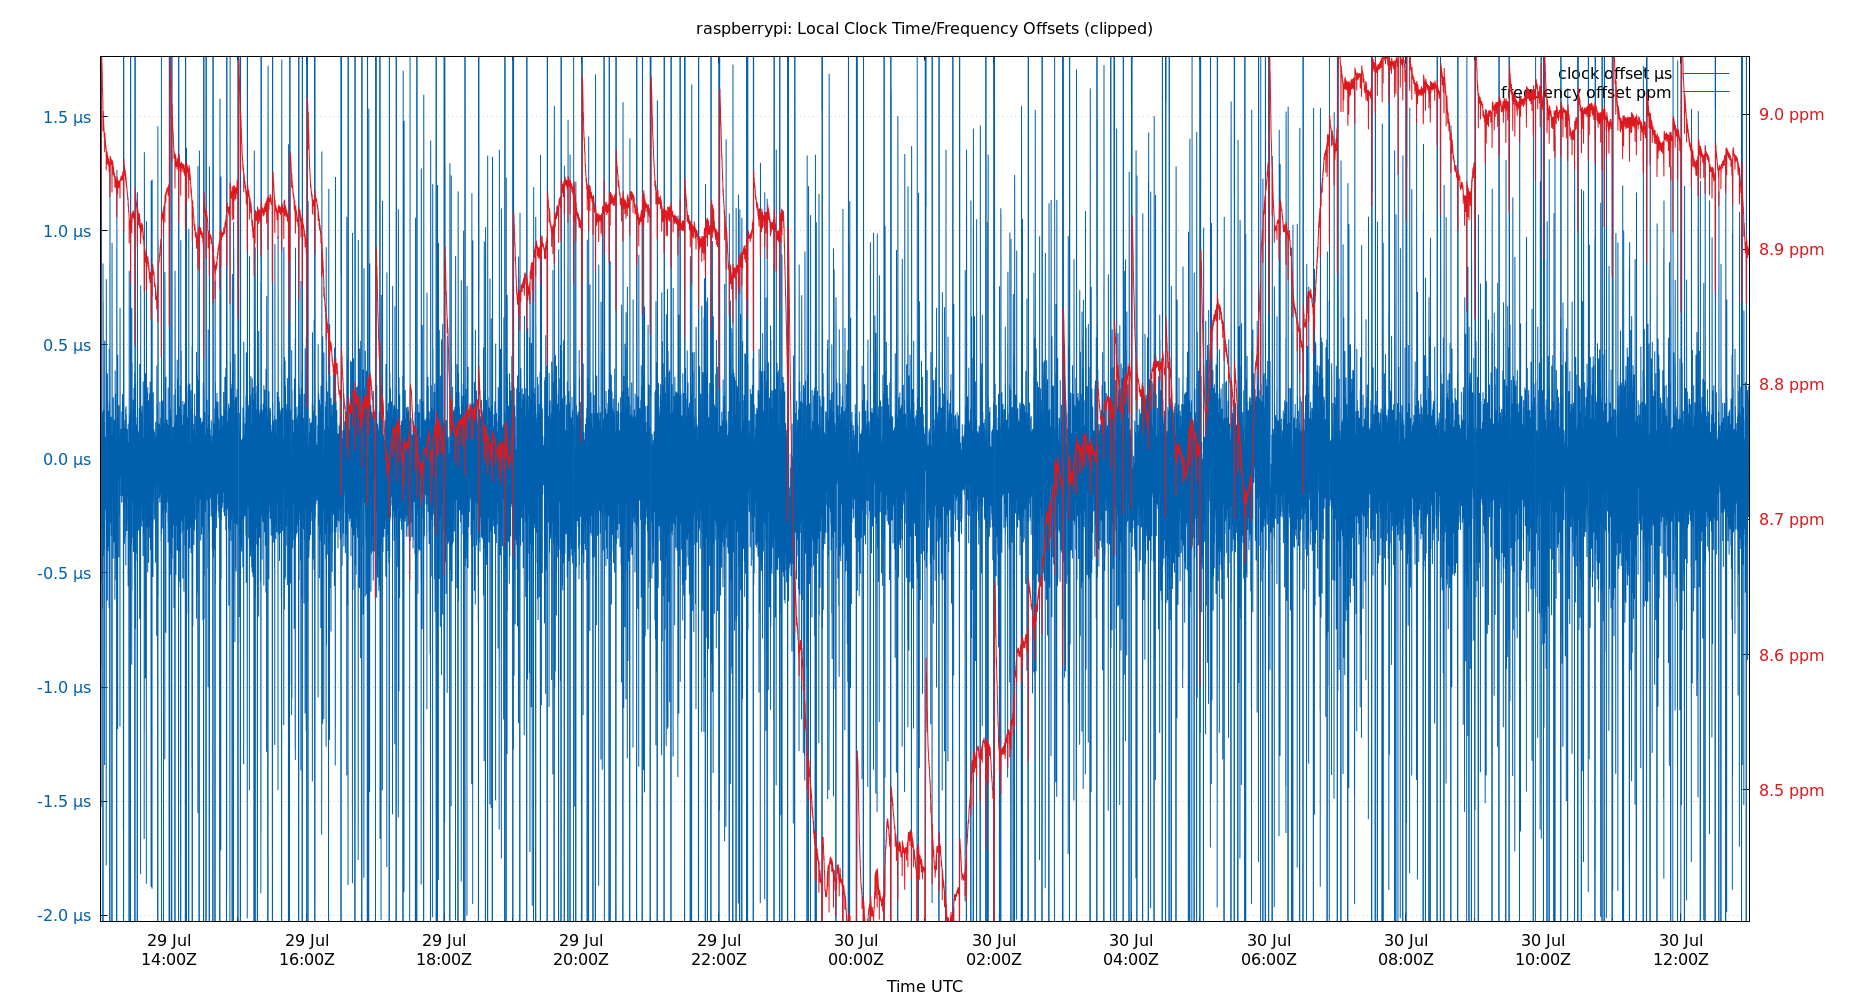 raspberrypi: Local Clock Time/Frequency Offsets (clipped)
clock offset µs
frequency offset ppm
1.5 µs
1.0 µs
0.5 µs
0.0 µs
-0.5 µs
-1.0 µs
-1.5 µs
-2.0 µs
9.0 ppm
8.9 ppm
8.8 ppm
8.7 ppm
8.6 ppm
8.5 ppm
29 Jul 29 Jul 29 Jul 29 Jul 29 Jul 30 Jul 30 Jul 30 Jul 30 Jul 30 Jul 30 Jul 30 Jul
14:00Z 16:00Z 18:00Z 20:00Z 22:00Z 00:00Z 02:00Z 04:00Z 06:00Z 08:00Z 10:00Z 12:00Z
Time UTC